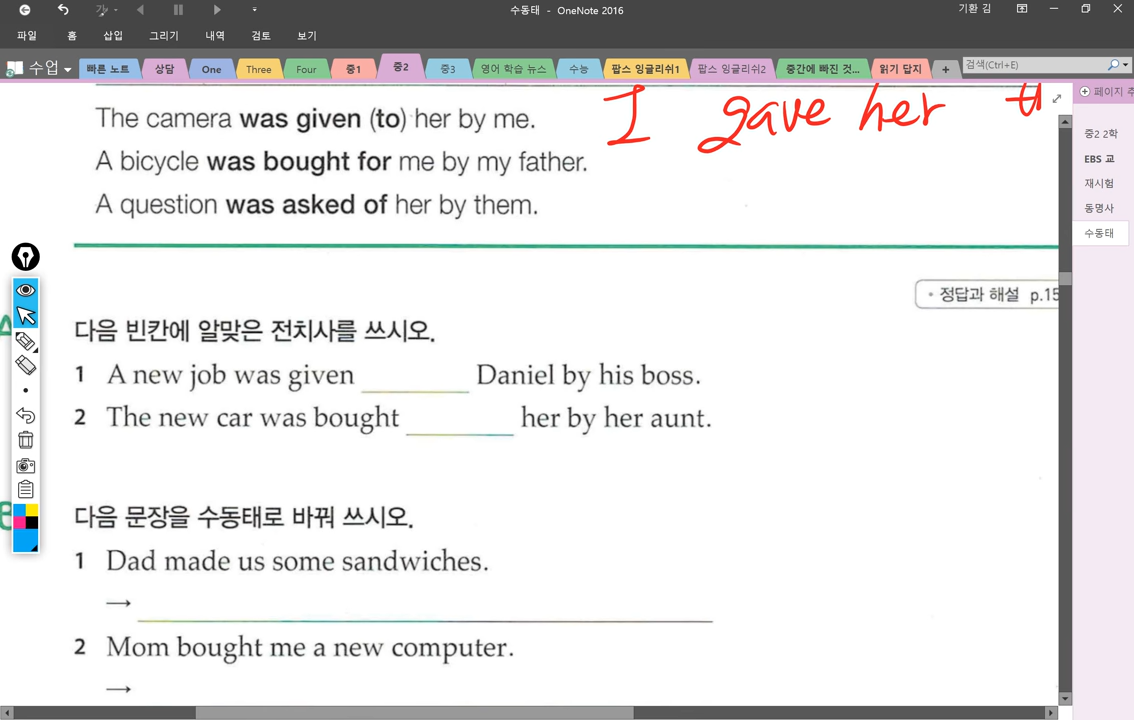 수동태 - OneNote 2016
기환 김
파일 홈 삽입 그리기 내역 검토 보기
수업 빠른 노트 상담 One Three Four 중1 중2 중3 영어 학습 뉴스 수능 팝스 잉글리쉬1 팝스 잉글리쉬2 중간에 빠진 것... 읽기 답지 + 검색(Ctrl+E)
페이지 추
중2 2학
EBS 교
재시험
동명사
수동태
I gave her th
The camera was given (to) her by me.
A bicycle was bought for me by my father.
A question was asked of her by them.
• 정답과 해설 p.15
다음 빈칸에 알맞은 전치사를 쓰시오.
1 A new job was given ________ Daniel by his boss.
2 The new car was bought ________ her by her aunt.
다음 문장을 수동태로 바꿔 쓰시오.
1 Dad made us some sandwiches.
→
2 Mom bought me a new computer.
→